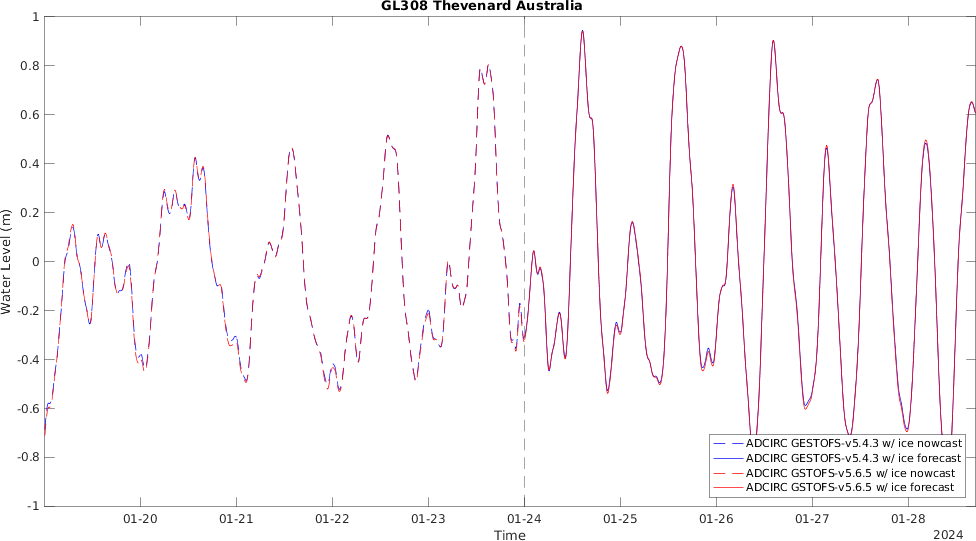 GL308 Thevenard Australia
1
0.8
0.6
0.4
0.2
0
-0.2
-0.4
-0.6
-0.8
-1
Water Level (m)
ADCIRC GESTOFS-v5.4.3 w/ ice nowcast
ADCIRC GESTOFS-v5.4.3 w/ ice forecast
ADCIRC GSTOFS-v5.6.5 w/ ice nowcast
ADCIRC GSTOFS-v5.6.5 w/ ice forecast
01-20 01-21 01-22 01-23 01-24 01-25 01-26 01-27 01-28
Time
2024